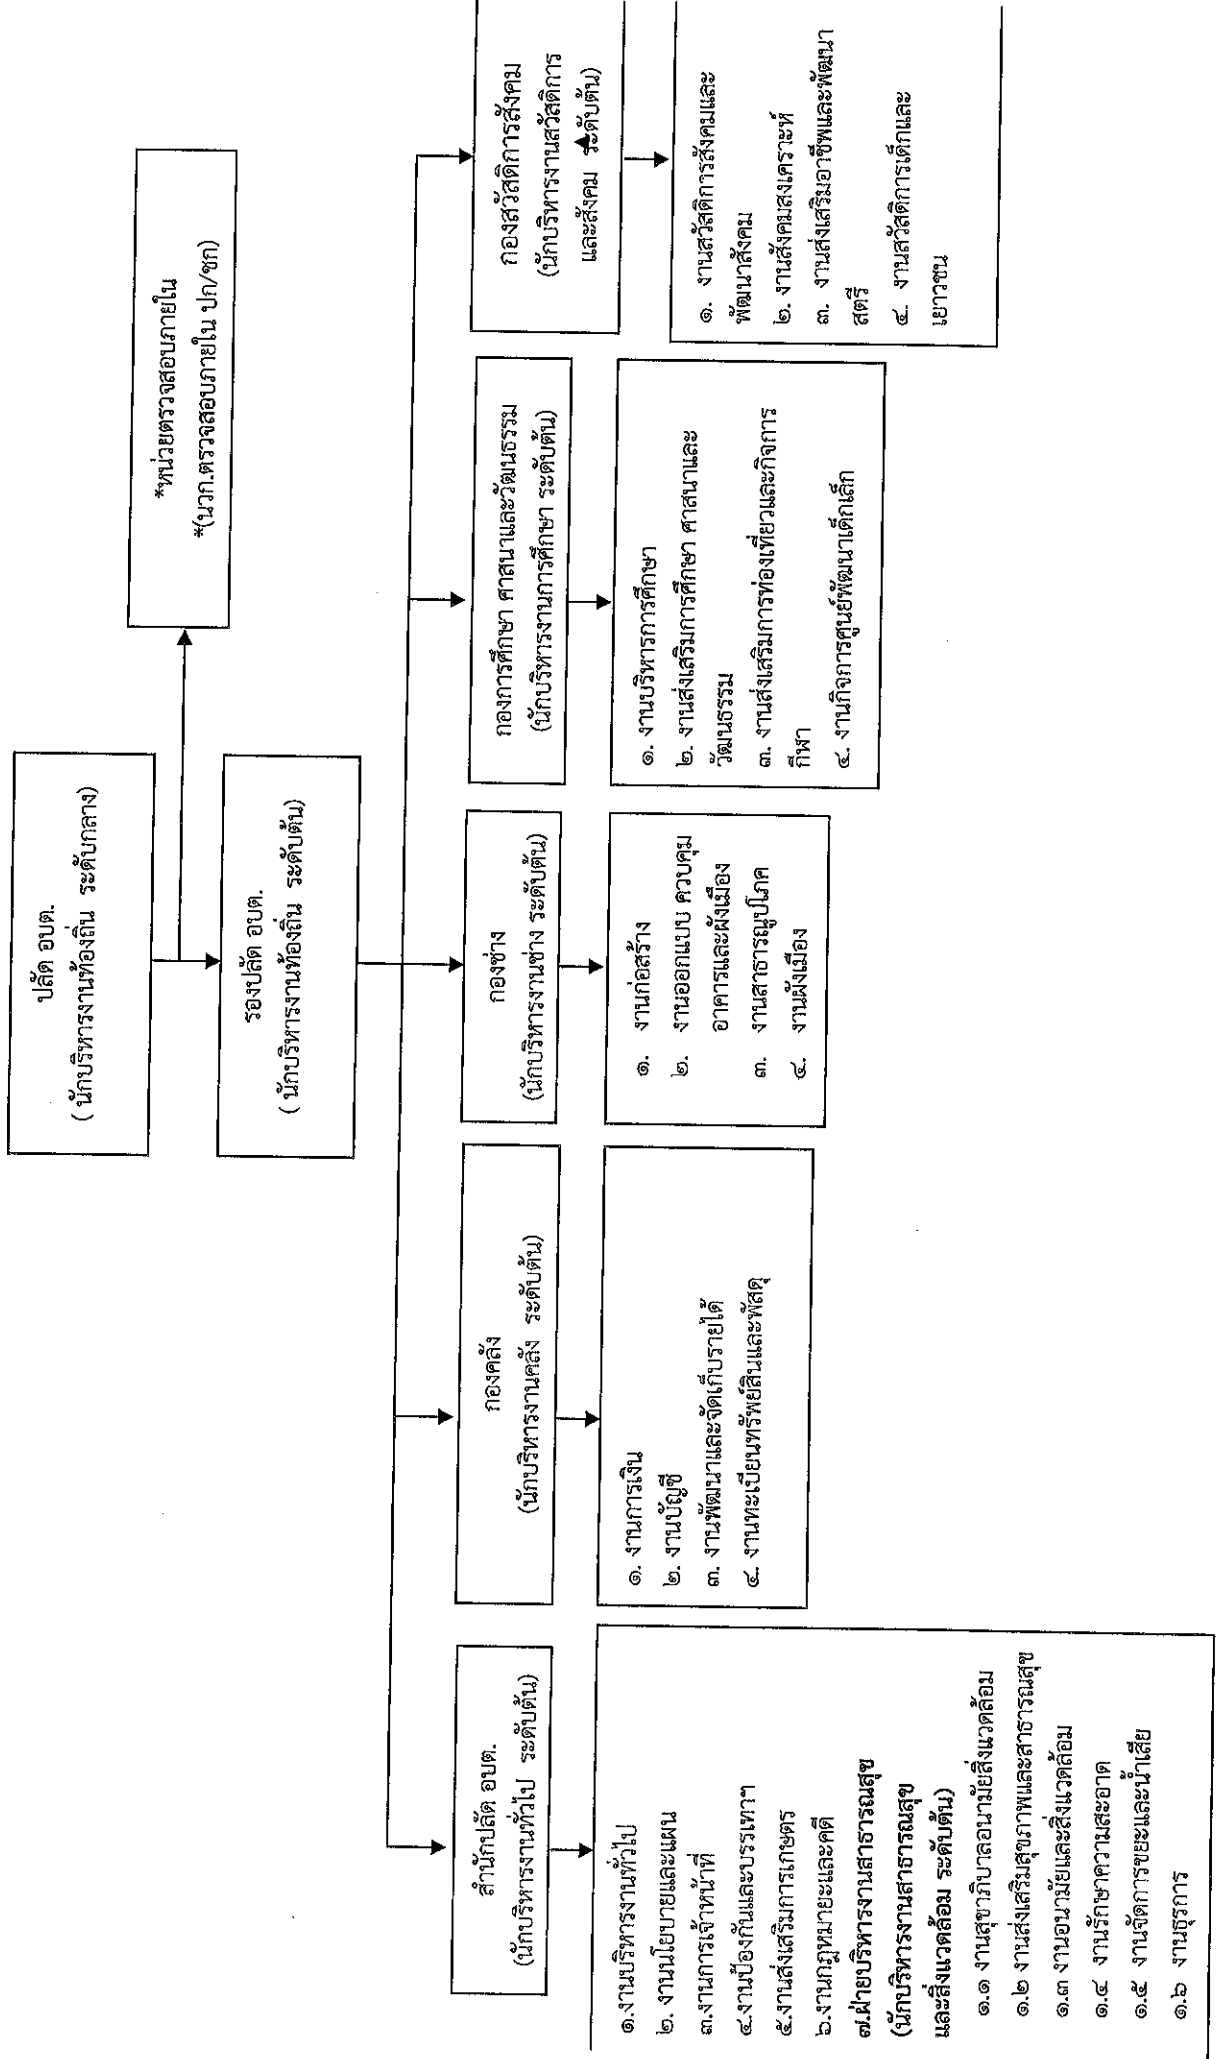 ปลัด อบต.
( นักบริหารงานท้องถิ่น ระดับกลาง)
*หน่วยตรวจสอบภายใน
*(นวก.ตรวจสอบภายใน ปก/ชก)
รองปลัด อบต.
( นักบริหารงานท้องถิ่น ระดับต้น)
สำนักปลัด อบต.
(นักบริหารงานทั่วไป ระดับต้น)
๑.งานบริหารงานทั่วไป
๒. งานนโยบายและแผน
๓.งานการเจ้าหน้าที่
๔.งานป้องกันและบรรเทาฯ
๕.งานส่งเสริมการเกษตร
๖.งานกฎหมายะและคดี
๗.ฝ่ายบริหารงานสาธารณสุข
(นักบริหารงานสาธารณสุข
และสิ่งแวดล้อม ระดับต้น)
๑.๑ งานสุขาภิบาลอนามัยสิ่งแวดล้อม
๑.๒ งานส่งเสริมสุขภาพและสาธารณสุข
๑.๓ งานอนามัยและสิ่งแวดล้อม
๑.๔ งานรักษาความสะอาด
๑.๕ งานจัดการขยะและน้ำเสีย
๑.๖ งานธุรการ
กองคลัง
(นักบริหารงานคลัง ระดับต้น)
๑. งานการเงิน
๒. งานบัญชี
๓. งานพัฒนาและจัดเก็บรายได้
๔. งานทะเบียนทรัพย์สินและพัสดุ
กองช่าง
(นักบริหารงานช่าง ระดับต้น)
๑. งานก่อสร้าง
๒. งานออกแบบ ควบคุม
อาคารและผังเมือง
๓. งานสาธารณูปโภค
๔. งานผังเมือง
กองการศึกษา ศาสนาและวัฒนธรรม
(นักบริหารงานการศึกษา ระดับต้น)
๑. งานบริหารการศึกษา
๒. งานส่งเสริมการศึกษา ศาสนาและ
วัฒนธรรม
๓. งานส่งเสริมการท่องเที่ยวและกิจการ
กีฬา
๔. งานกิจการศูนย์พัฒนาเด็กเล็ก
กองสวัสดิการสังคม
(นักบริหารงานสวัสดิการ
และสังคม ระดับต้น)
๑. งานสวัสดิการสังคมและ
พัฒนาสังคม
๒. งานสังคมสงเคราะห์
๓. งานส่งเสริมอาชีพและพัฒนา
สตรี
๔. งานสวัสดิการเด็กและ
เยาวชน